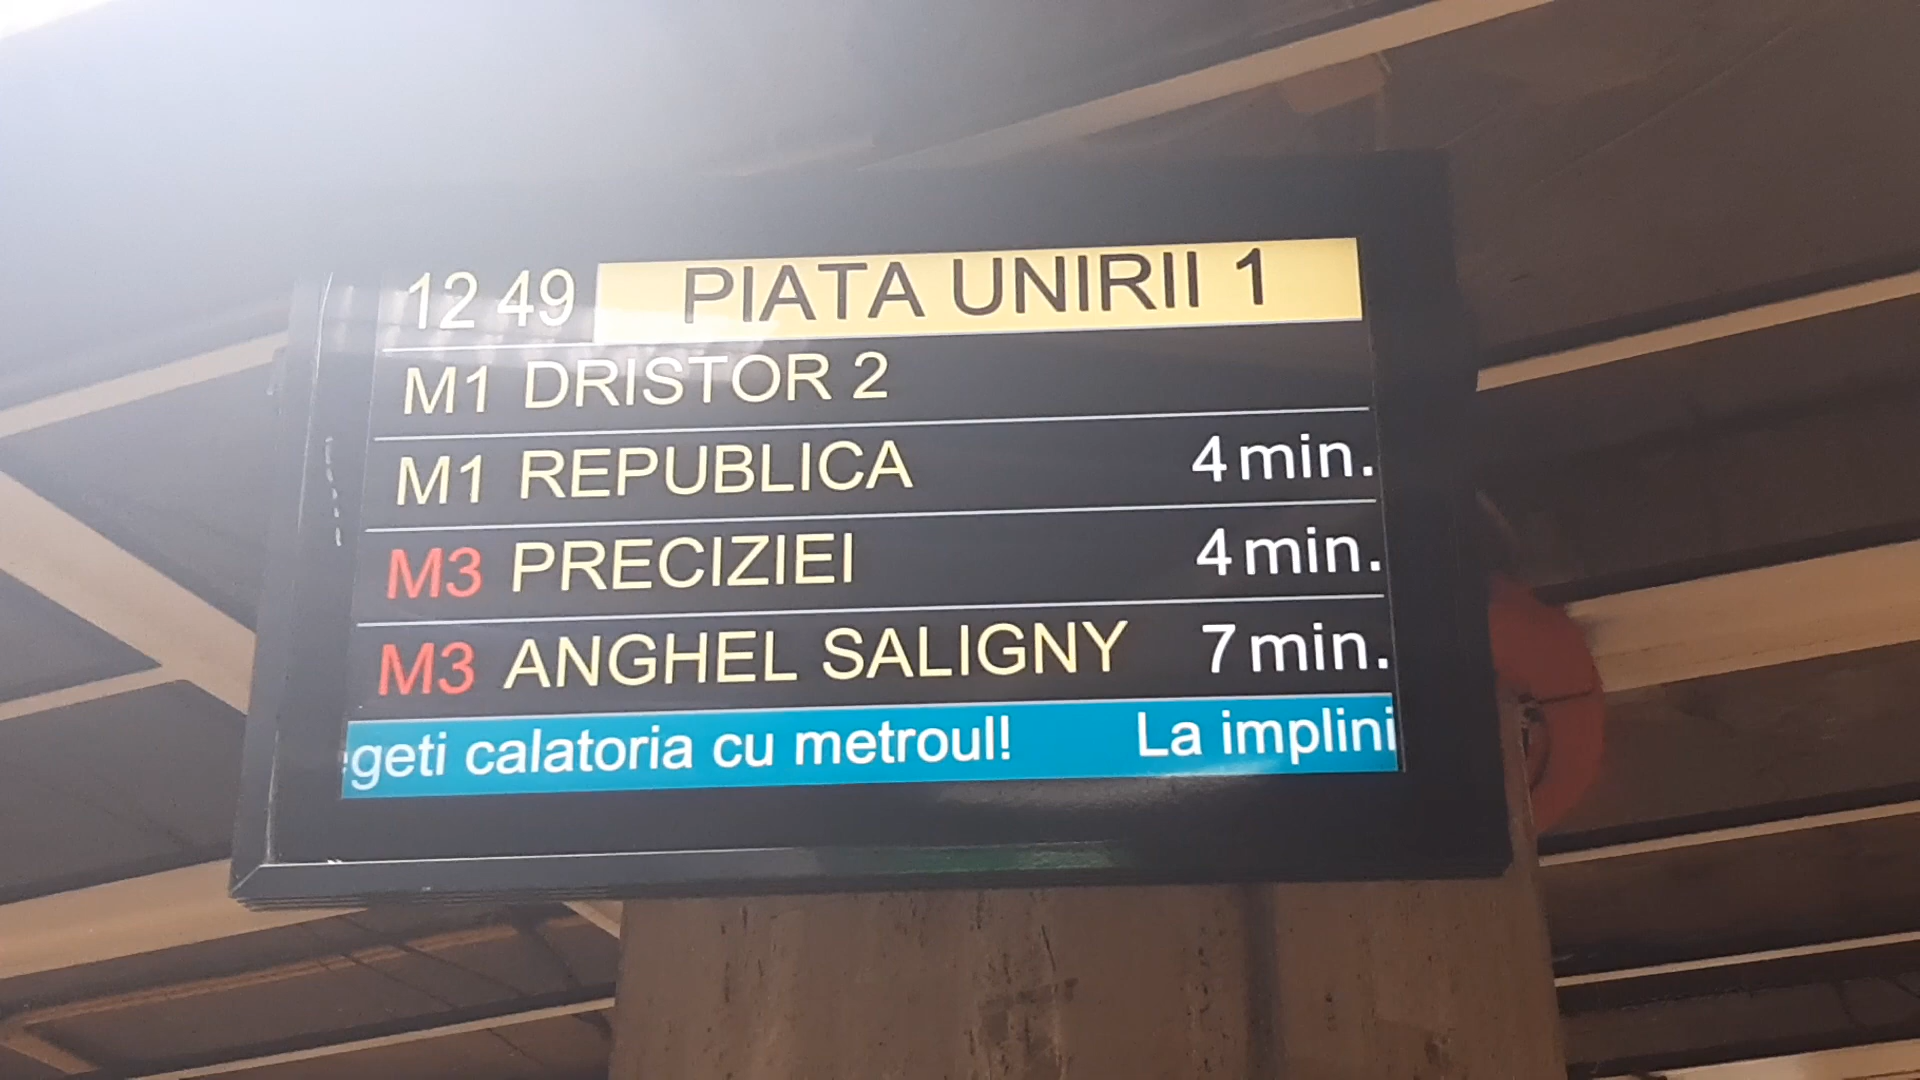 12 49 PIATA UNIRII 1
M1 DRISTOR 2
M1 REPUBLICA 4 min.
M3 PRECIZIEI 4 min.
M3 ANGHEL SALIGNY 7 min.
geti calatoria cu metroul! La implini